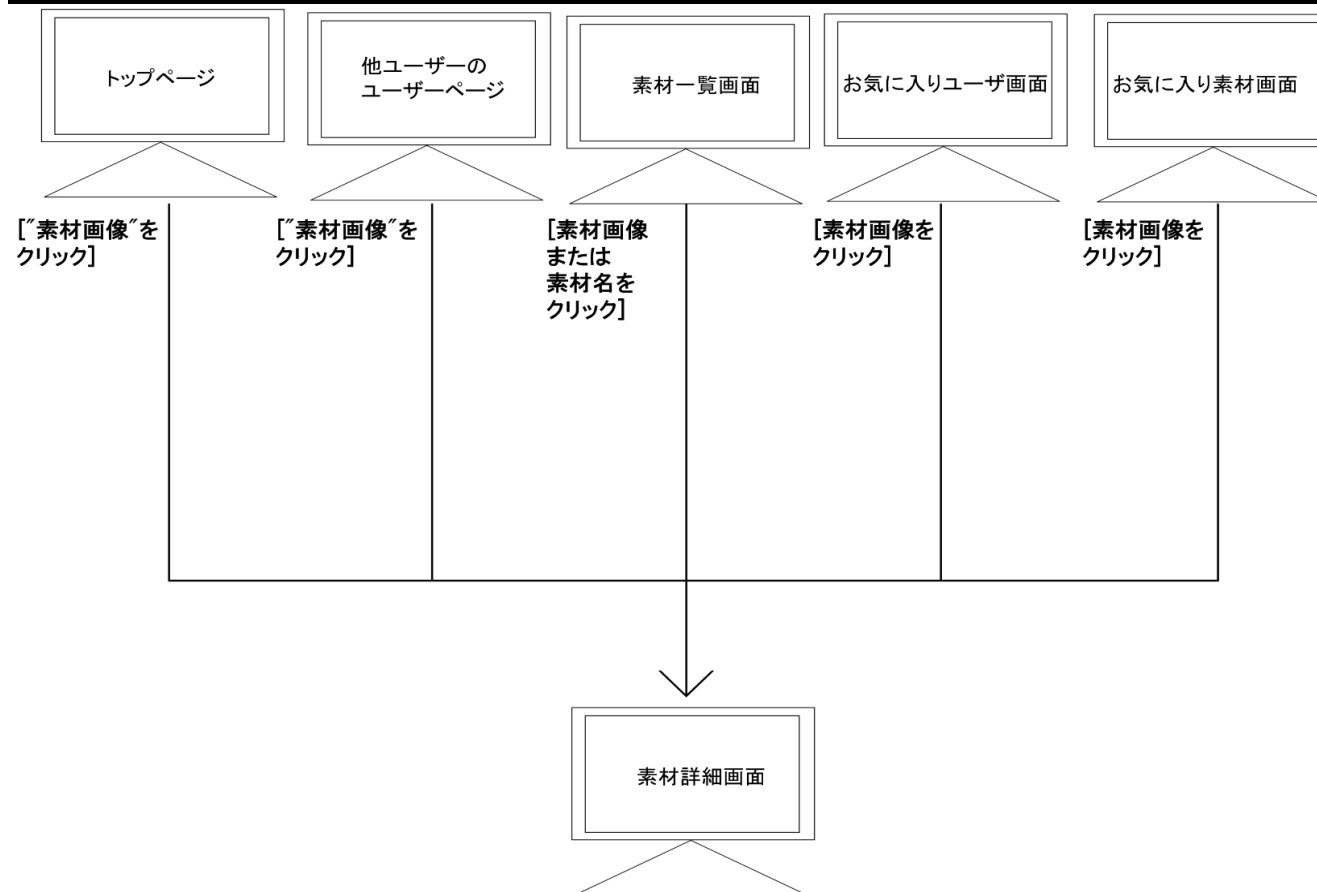 トップページ
他ユーザーの
ユーザーページ
素材一覧画面
お気に入りユーザ画面
お気に入り素材画面
["素材画像"を
クリック]
["素材画像"を
クリック]
[素材画像
または
素材名を
クリック]
[素材画像を
クリック]
[素材画像を
クリック]
素材詳細画面